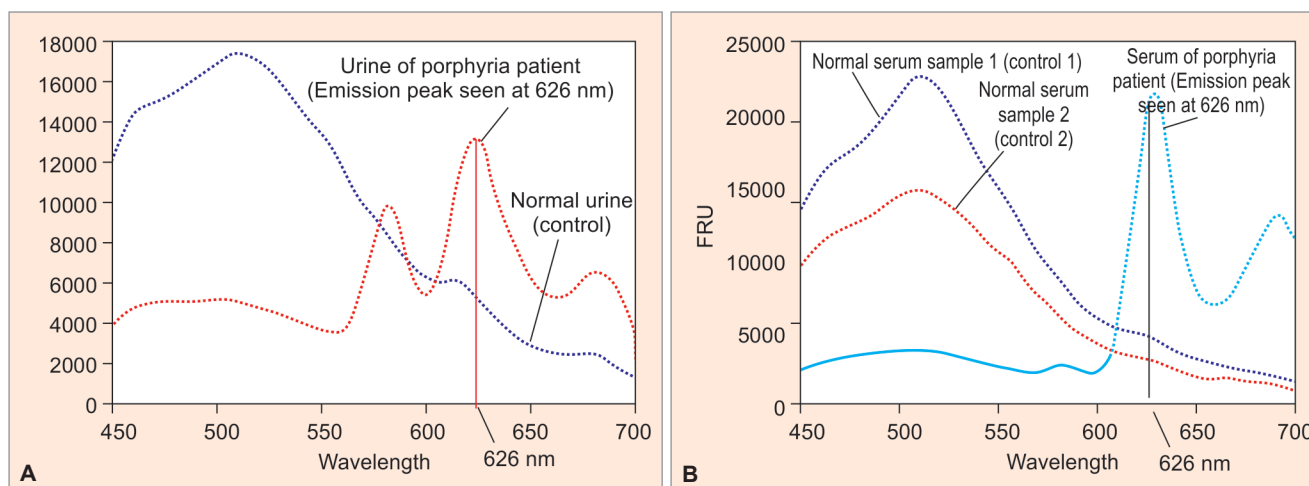 18000
16000
14000
12000
10000
8000
6000
4000
2000
0
Urine of porphyria patient
(Emission peak seen at 626 nm)
Normal urine
(control)
450 500 550 600 650 700
Wavelength
626 nm
A
25000
20000
15000
10000
5000
0
FRU
Normal serum sample 1 (control 1)
Normal serum
sample 2
(control 2)
Serum of porphyria
patient (Emission peak
seen at 626 nm)
450 500 550 600 650 700
Wavelength
626 nm
B